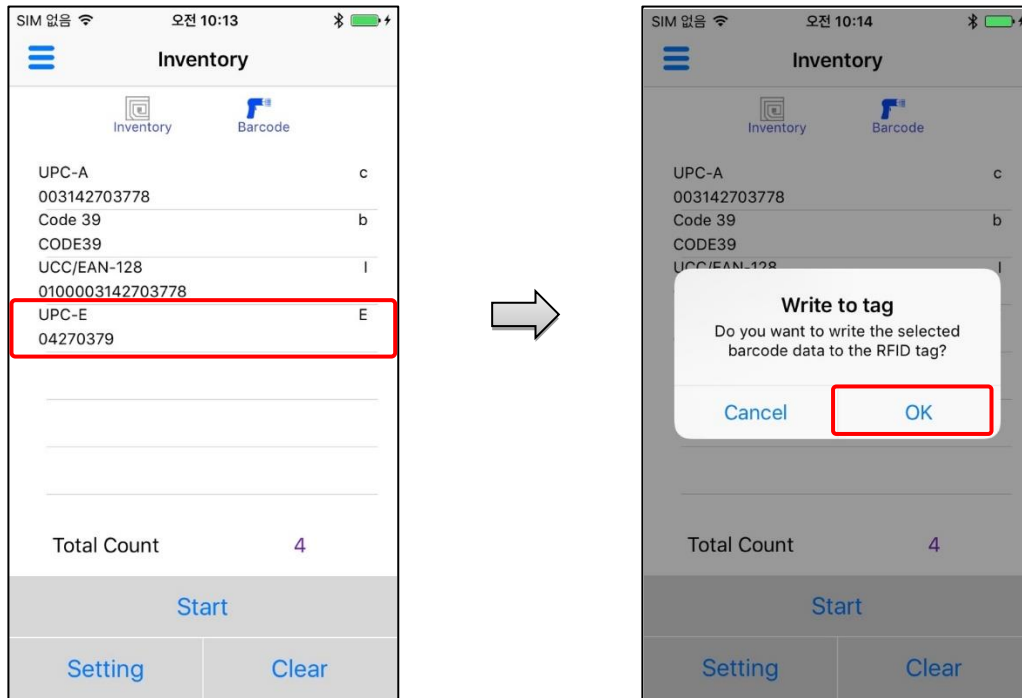 SIM 없음 오전 10:13
Inventory
Inventory Barcode
UPC-A c
003142703778
Code 39 b
CODE39
UCC/EAN-128 I
0100003142703778
UPC-E E
04270379
Total Count 4
Start
Setting Clear
SIM 없음 오전 10:14
Inventory
Inventory Barcode
UPC-A c
003142703778
Code 39 b
CODE39
UCC/EAN-128 I
Write to tag
Do you want to write the selected
barcode data to the RFID tag?
Cancel OK
Total Count 4
Start
Setting Clear